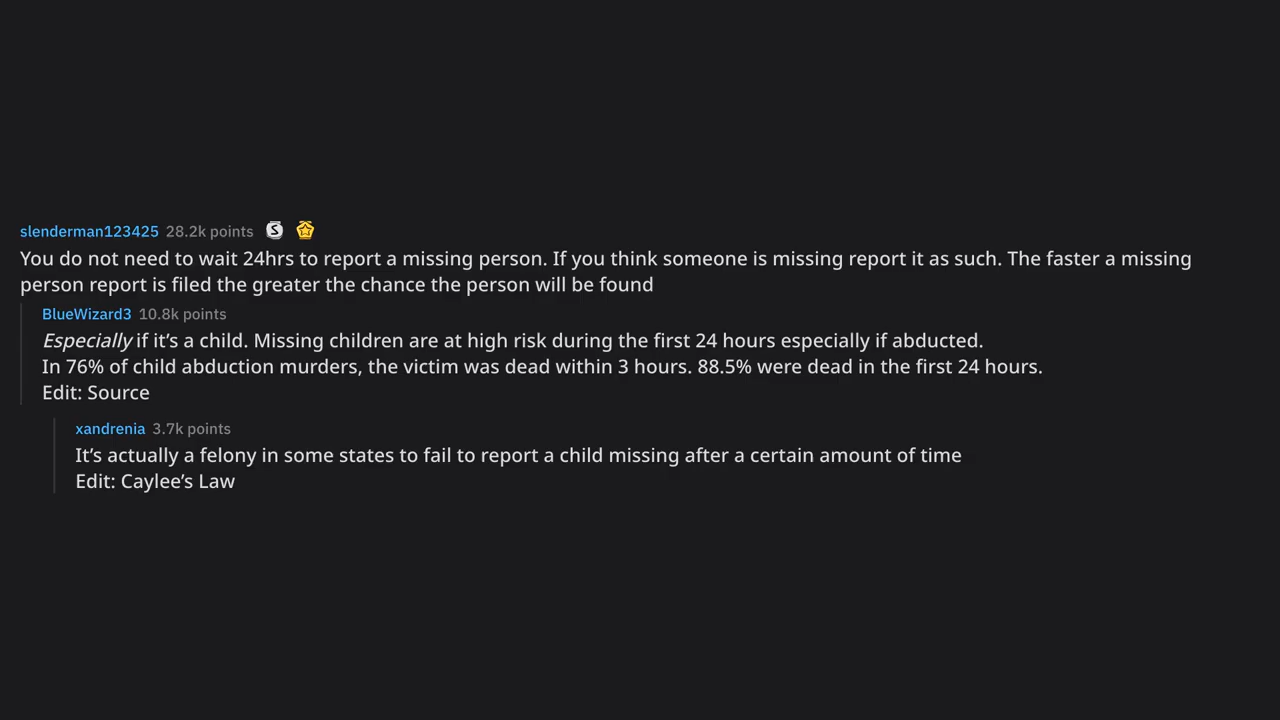 slenderman123425 28.2k points
You do not need to wait 24hrs to report a missing person. If you think someone is missing report it as such. The faster a missing
person report is filed the greater the chance the person will be found
BlueWizard3 10.8k points
Especially if it’s a child. Missing children are at high risk during the first 24 hours especially if abducted.
In 76% of child abduction murders, the victim was dead within 3 hours. 88.5% were dead in the first 24 hours.
Edit: Source
xandrenia 3.7k points
It’s actually a felony in some states to fail to report a child missing after a certain amount of time
Edit: Caylee’s Law